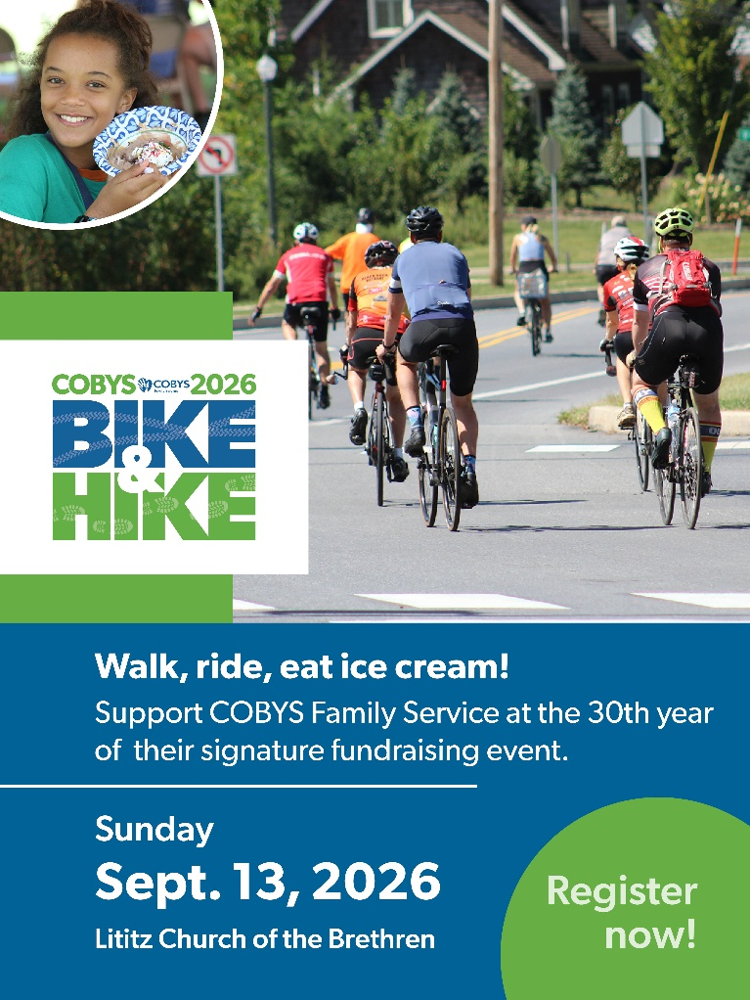 COBYS COBYS 2026
BIKE
&
HIKE
Walk, ride, eat ice cream!
Support COBYS Family Service at the 30th year
of their signature fundraising event.
Sunday
Sept. 13, 2026
Lititz Church of the Brethren
Register
now!